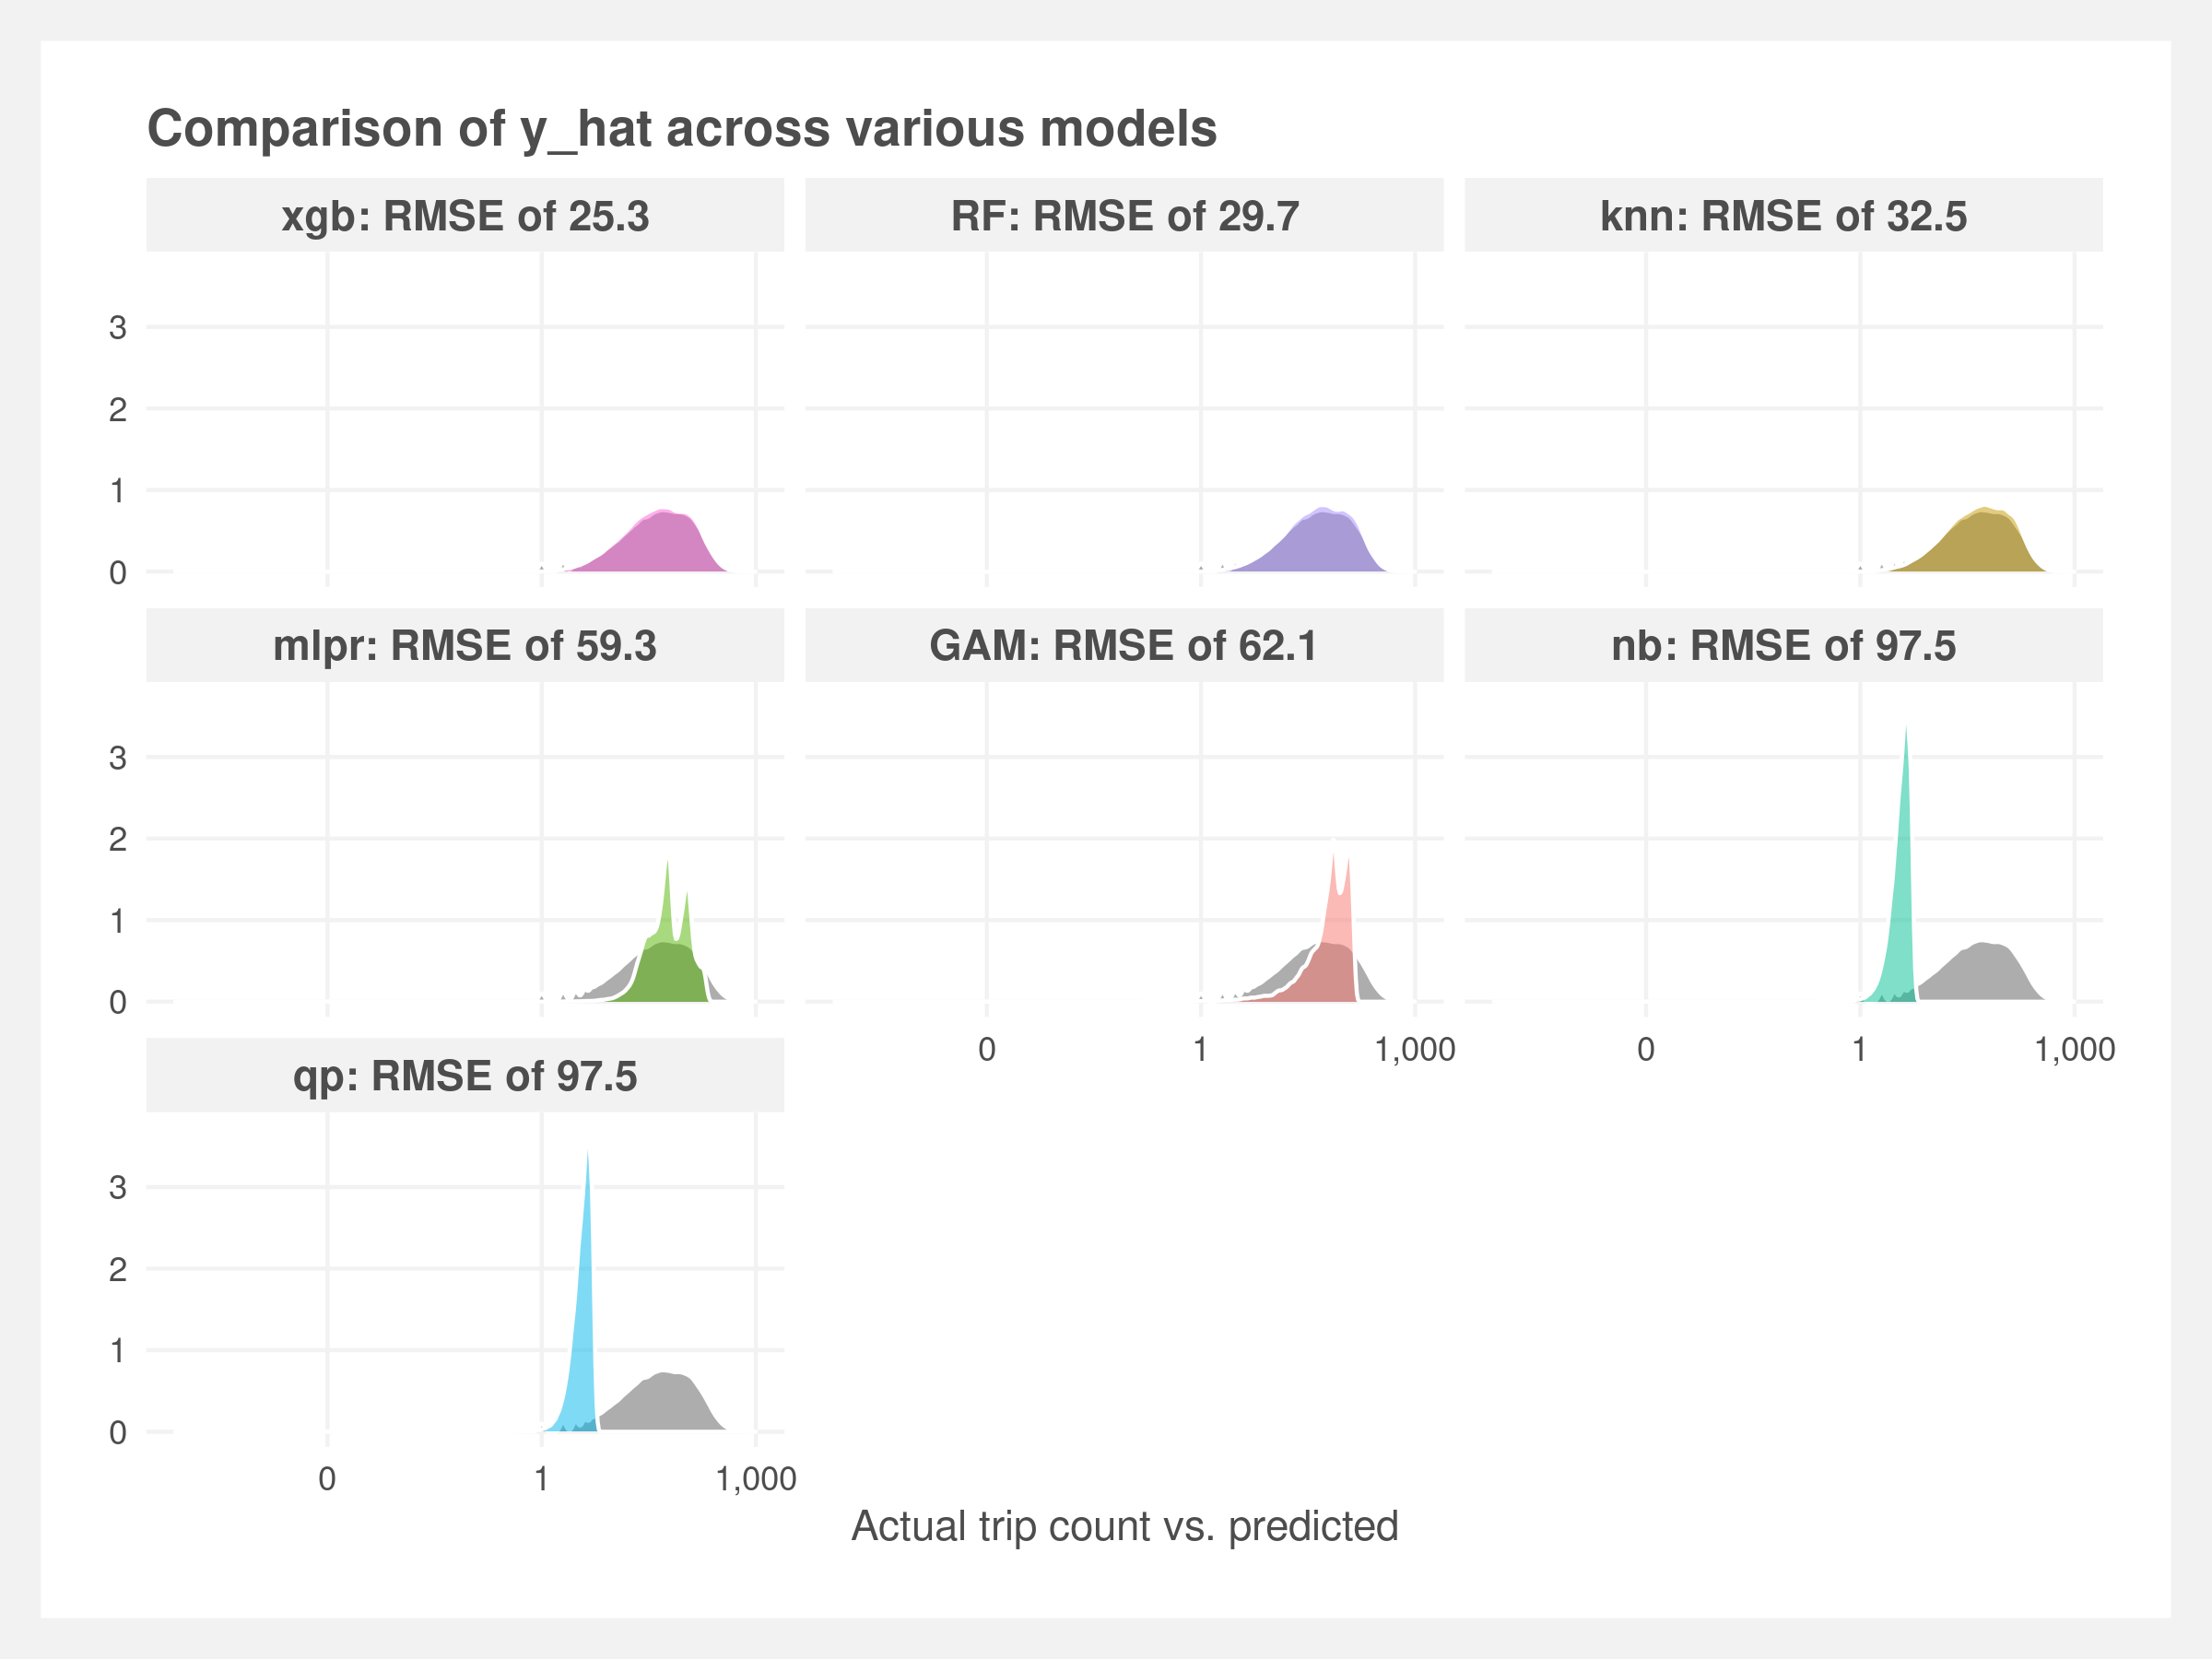 Comparison of y_hat across various models
xgb: RMSE of 25.3
RF: RMSE of 29.7
knn: RMSE of 32.5
3
2
1
0
mlpr: RMSE of 59.3
GAM: RMSE of 62.1
nb: RMSE of 97.5
3
2
1
0
0 1 1,000
0 1 1,000
qp: RMSE of 97.5
3
2
1
0
0 1 1,000
Actual trip count vs. predicted